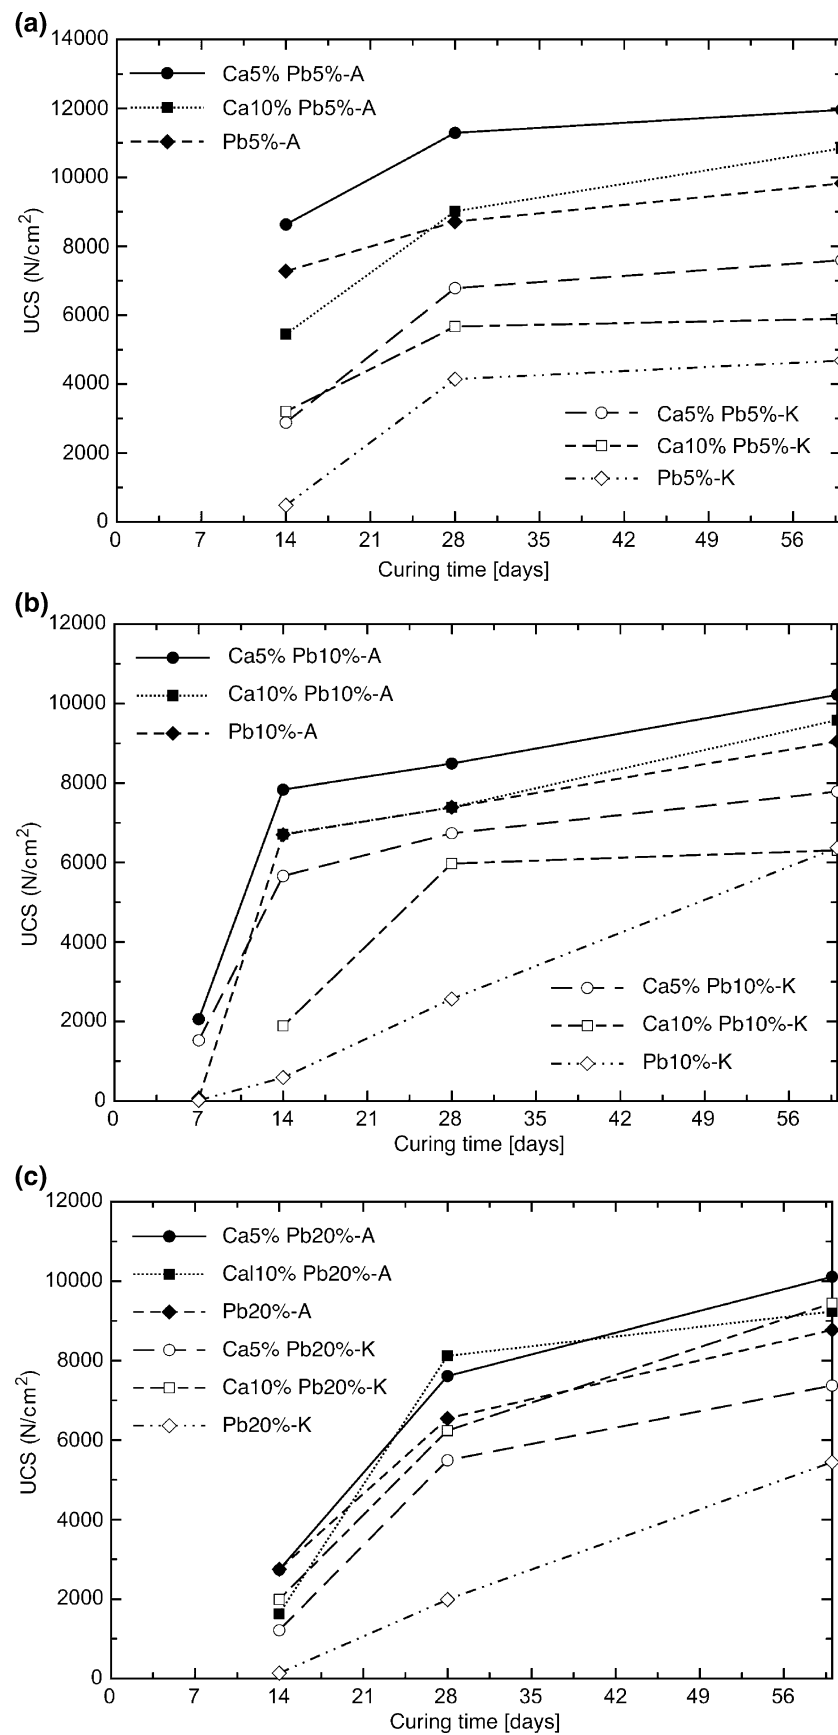 (a)
14000
12000
10000
8000
6000
4000
2000
0
UCS (N/cm2)
Ca5% Pb5%-A
Ca10% Pb5%-A
Pb5%-A
Ca5% Pb5%-K
Ca10% Pb5%-K
Pb5%-K
0 7 14 21 28 35 42 49 56
Curing time [days]
(b)
12000
10000
8000
6000
4000
2000
0
UCS (N/cm2)
Ca5% Pb10%-A
Ca10% Pb10%-A
Pb10%-A
Ca5% Pb10%-K
Ca10% Pb10%-K
Pb10%-K
0 7 14 21 28 35 42 49 56
Curing time [days]
(c)
12000
10000
8000
6000
4000
2000
0
UCS (N/cm2)
Ca5% Pb20%-A
Cal10% Pb20%-A
Pb20%-A
Ca5% Pb20%-K
Ca10% Pb20%-K
Pb20%-K
0 7 14 21 28 35 42 49 56
Curing time [days]